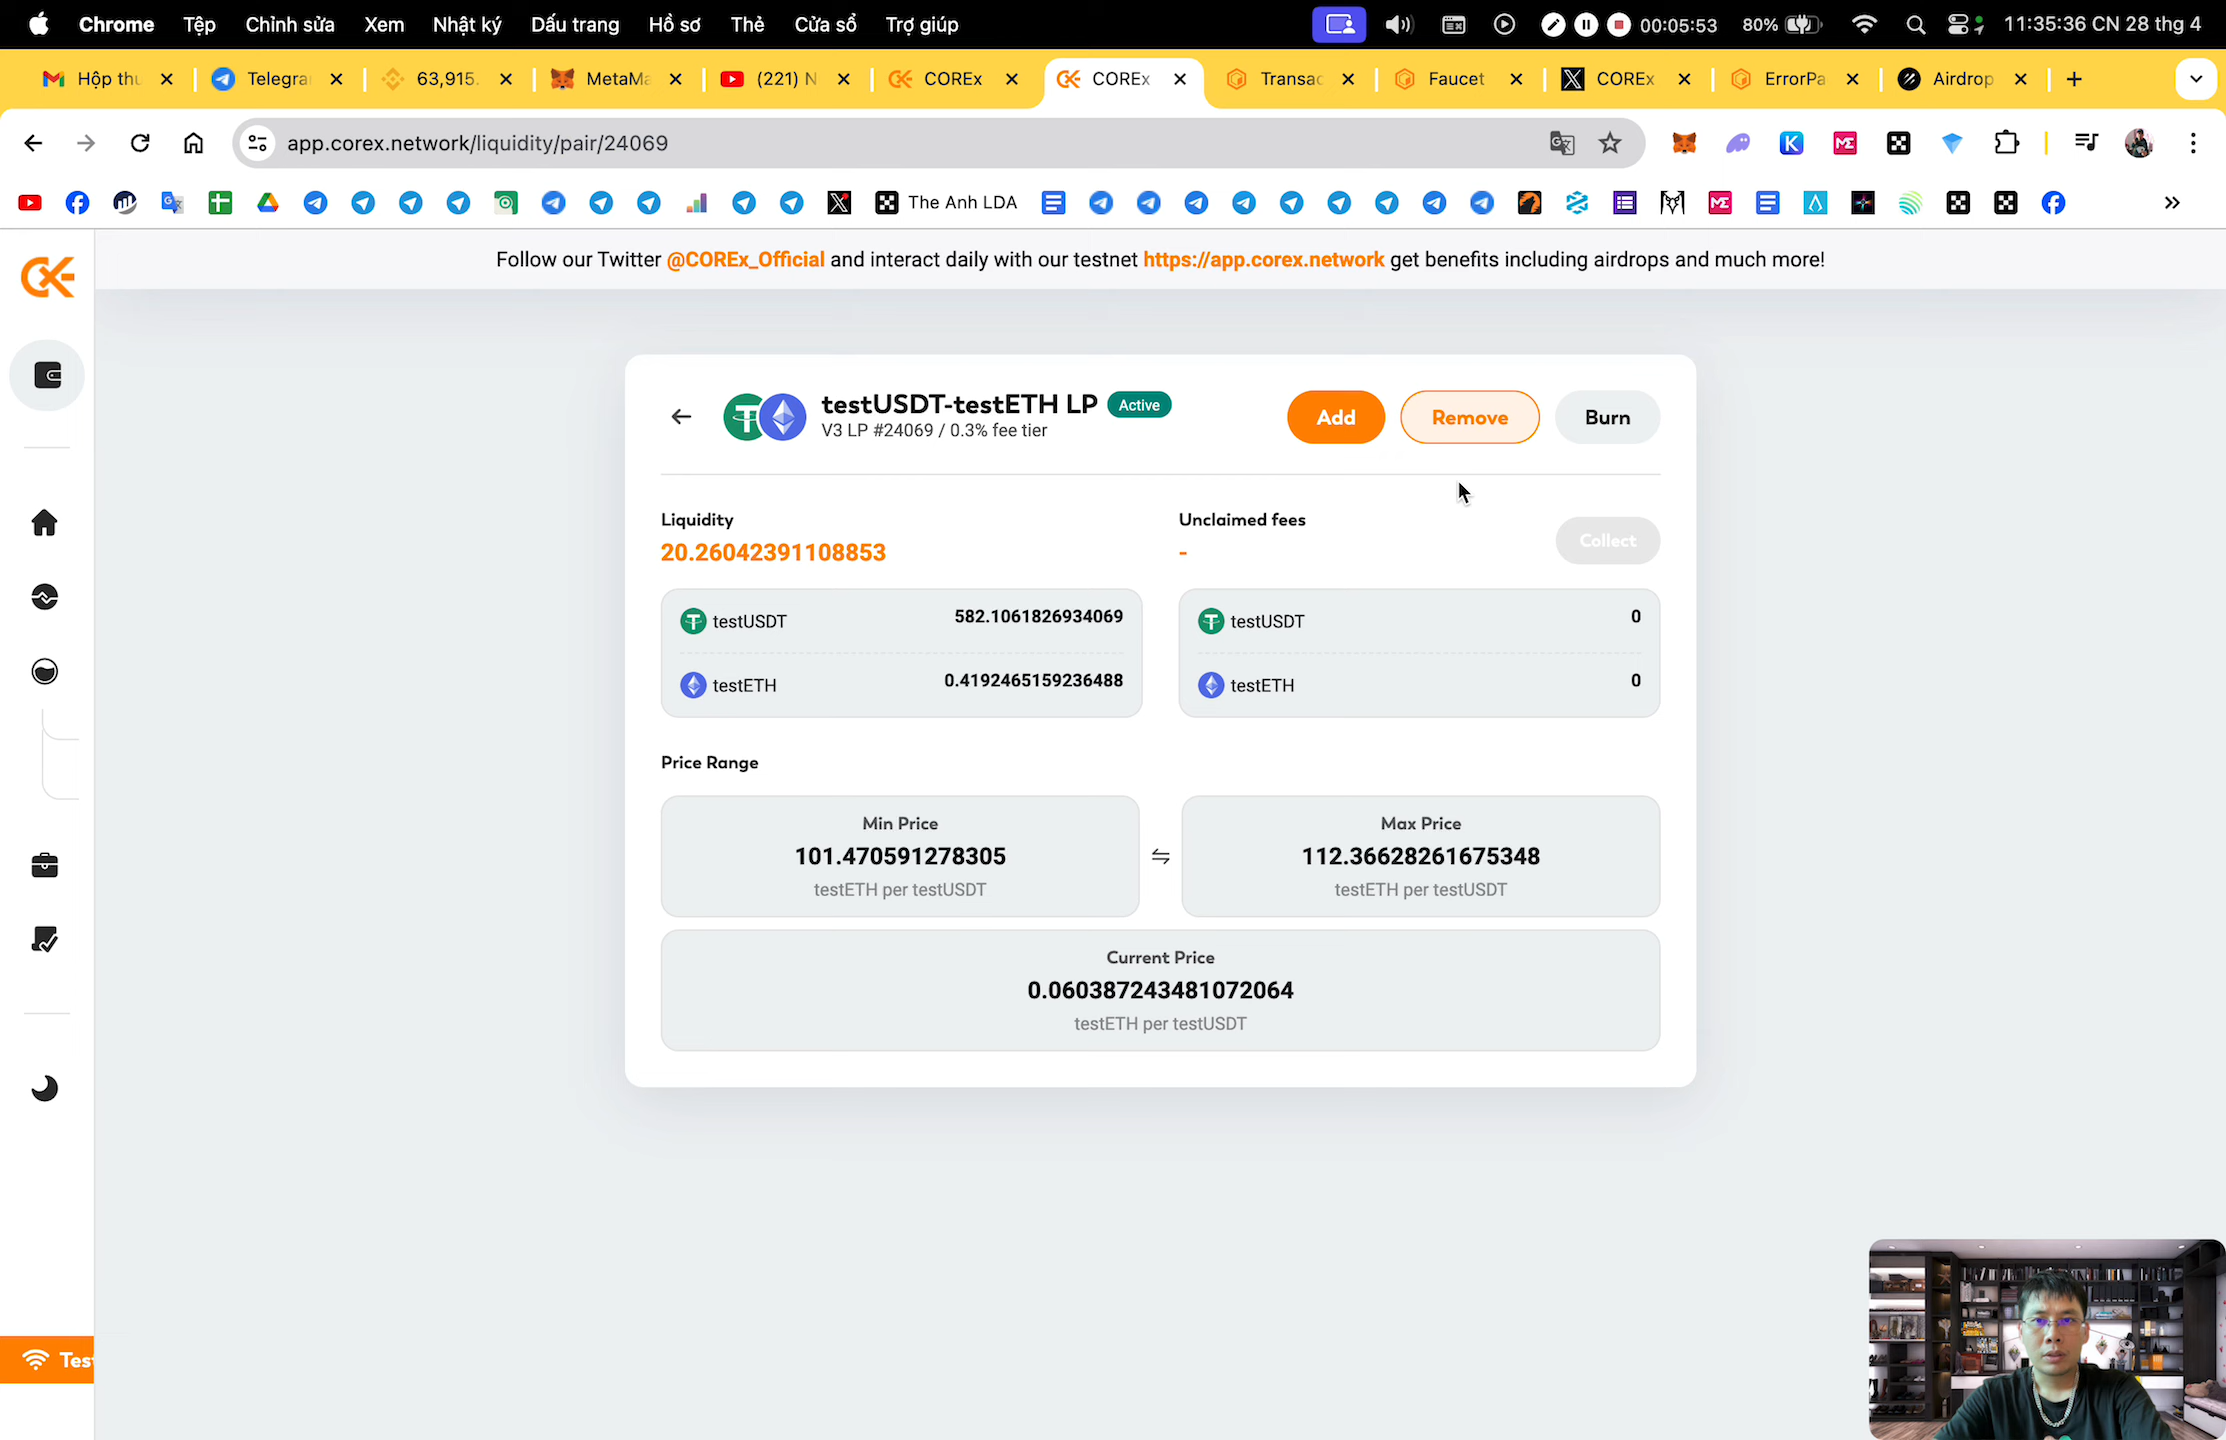 Chrome Tệp Chỉnh sửa Xem Nhật ký Dấu trang Hồ sơ Thẻ Cửa sổ Trợ giúp 00:05:53 80% 11:35:36 CN 28 thg 4
Hộp thu Telegra 63,915. MetaMa (221) N COREx COREx Transac Faucet COREx ErrorPa Airdrop
app.corex.network/liquidity/pair/24069
The Anh LDA
Follow our Twitter @COREx_Official and interact daily with our testnet https://app.corex.network get benefits including airdrops and much more!
testUSDT-testETH LP Active
V3 LP #24069 / 0.3% fee tier
Add Remove Burn
Liquidity
20.26042391108853
testUSDT 582.1061826934069
testETH 0.4192465159236488
Unclaimed fees
-
Collect
testUSDT 0
testETH 0
Price Range
Min Price
101.470591278305
testETH per testUSDT
Max Price
112.36628261675348
testETH per testUSDT
Current Price
0.060387243481072064
testETH per testUSDT
Tes